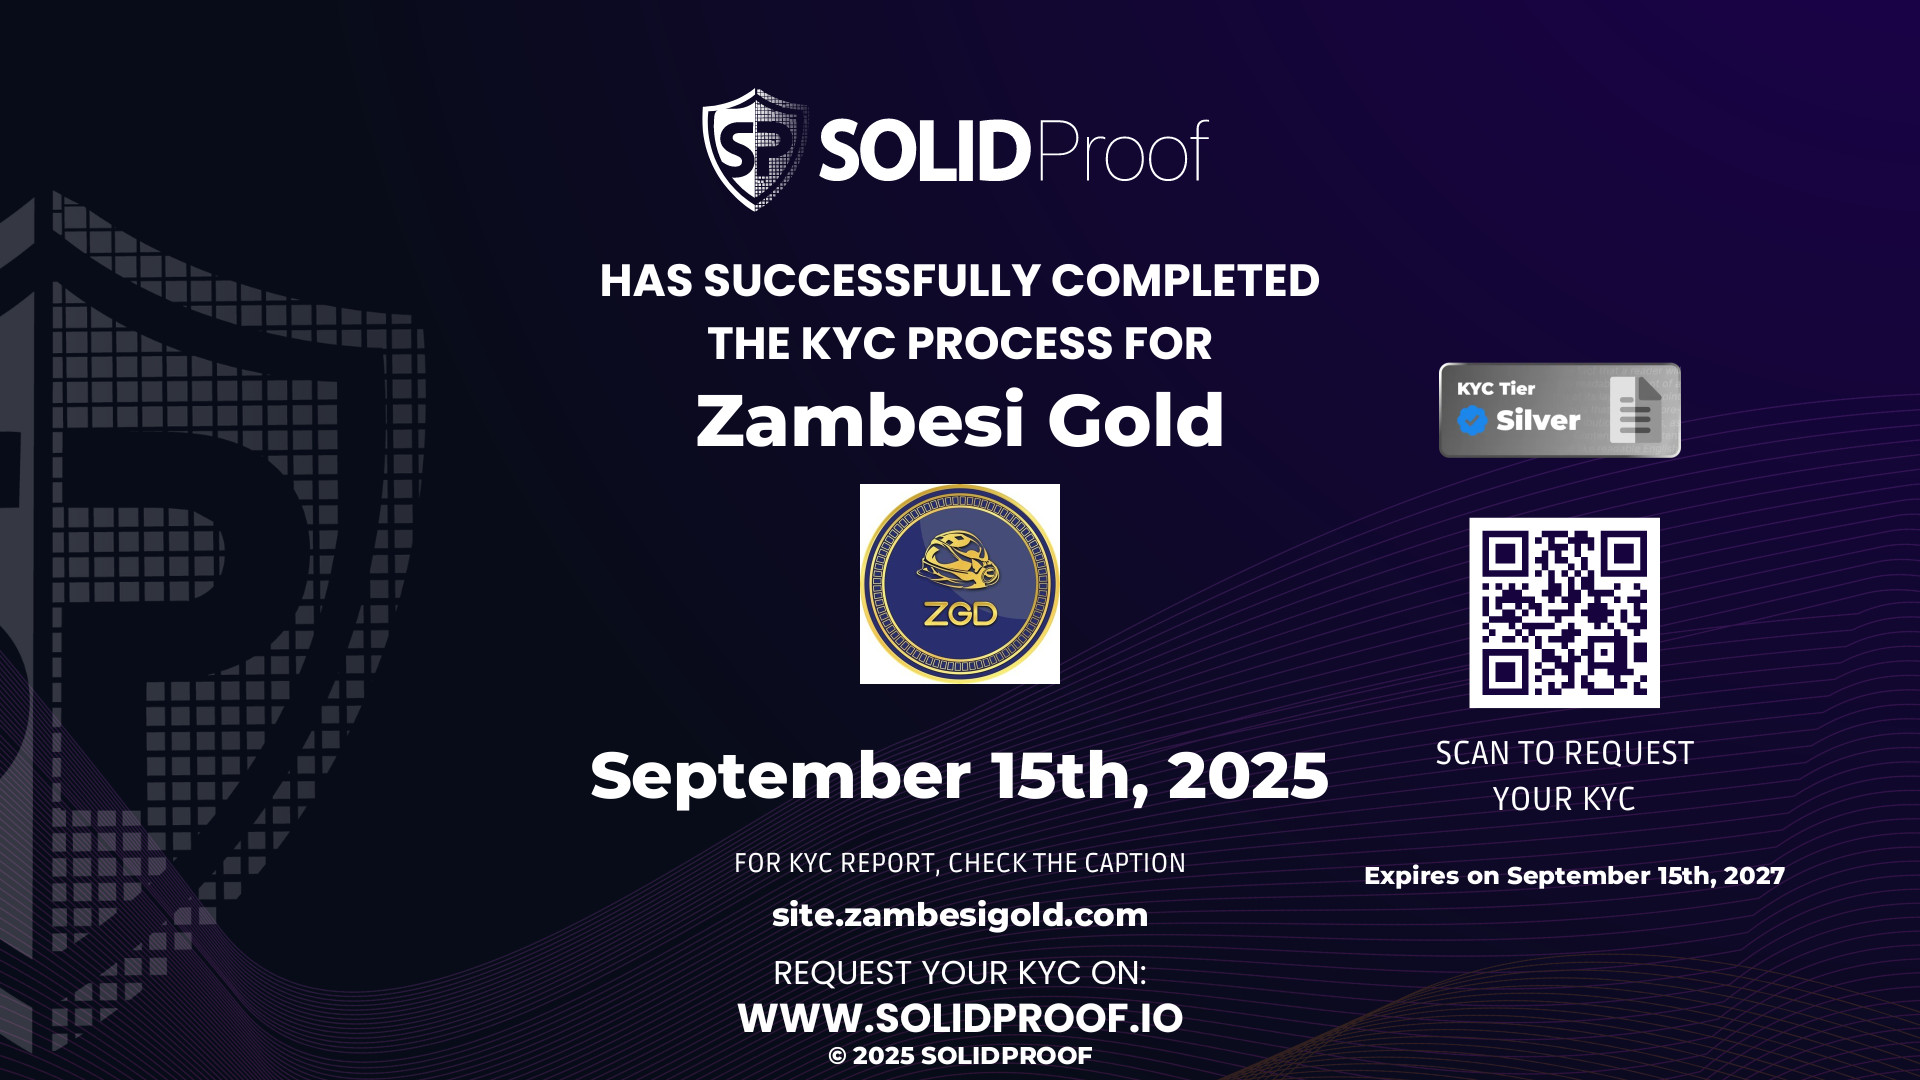 SP SOLIDProof
HAS SUCCESSFULLY COMPLETED
THE KYC PROCESS FOR
Zambesi Gold
ZGD
September 15th, 2025
FOR KYC REPORT, CHECK THE CAPTION
site.zambesigold.com
REQUEST YOUR KYC ON:
WWW.SOLIDPROOF.IO
© 2025 SOLIDPROOF
KYC Tier
Silver
SCAN TO REQUEST
YOUR KYC
Expires on September 15th, 2027